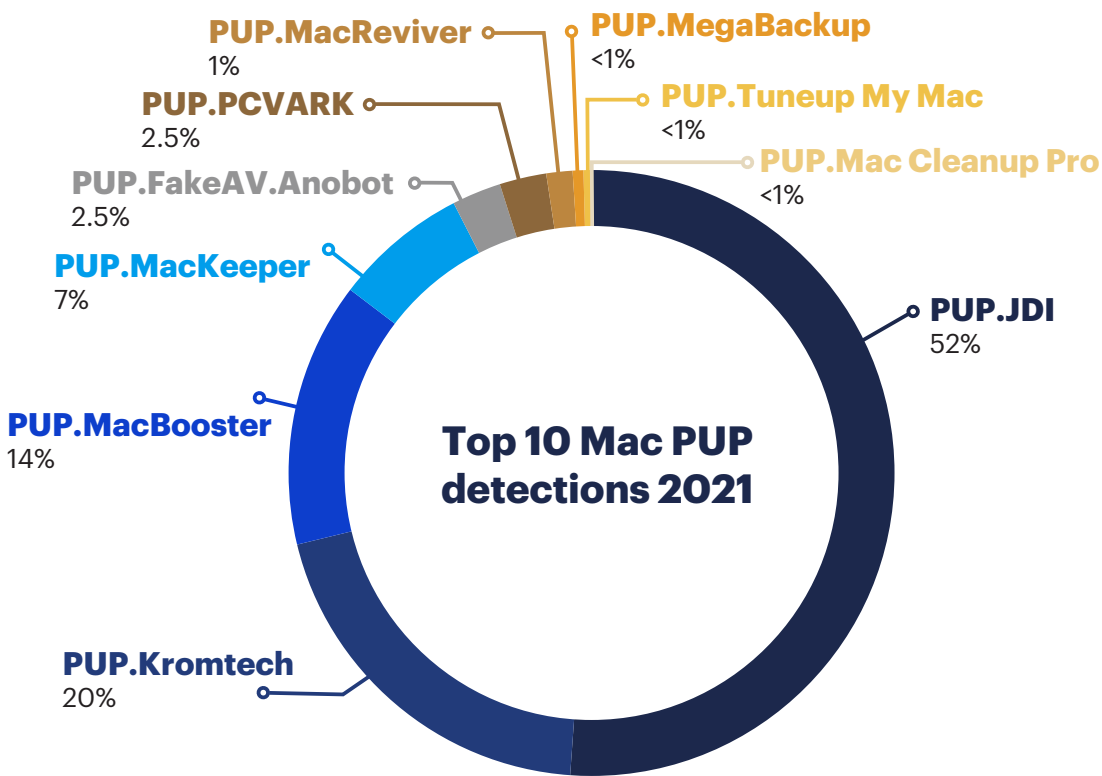 PUP.MacReviver
1%
PUP.MegaBackup
<1%
PUP.PCVARK
2.5%
PUP.Tuneup My Mac
<1%
PUP.FakeAV.Anobot
2.5%
PUP.Mac Cleanup Pro
<1%
PUP.MacKeeper
7%
PUP.JDI
52%
PUP.MacBooster
14%
Top 10 Mac PUP
detections 2021
PUP.Kromtech
20%